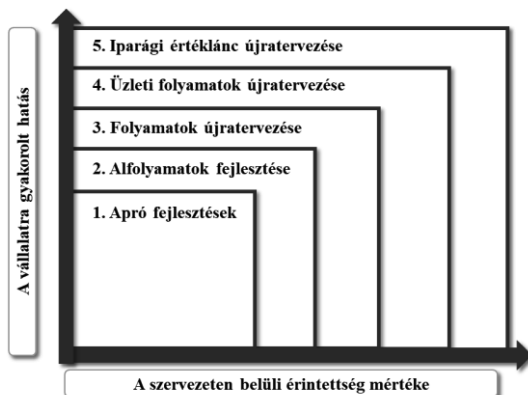 A vállalatra gyakorolt hatás
5. Iparági értéklánc újratervezése
4. Üzleti folyamatok újratervezése
3. Folyamatok újratervezése
2. Alfolyamatok fejlesztése
1. Apró fejlesztések
A szervezeten belüli érintettség mértéke